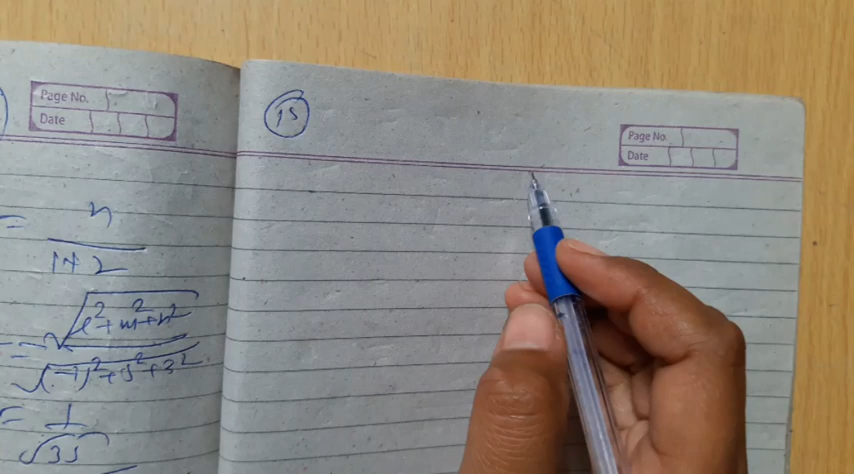 Page No.
Date
= n
1+2
= √l²+m²+n²
√(-1)²+5²+3²
= 1
√35
15
Page No.
Date